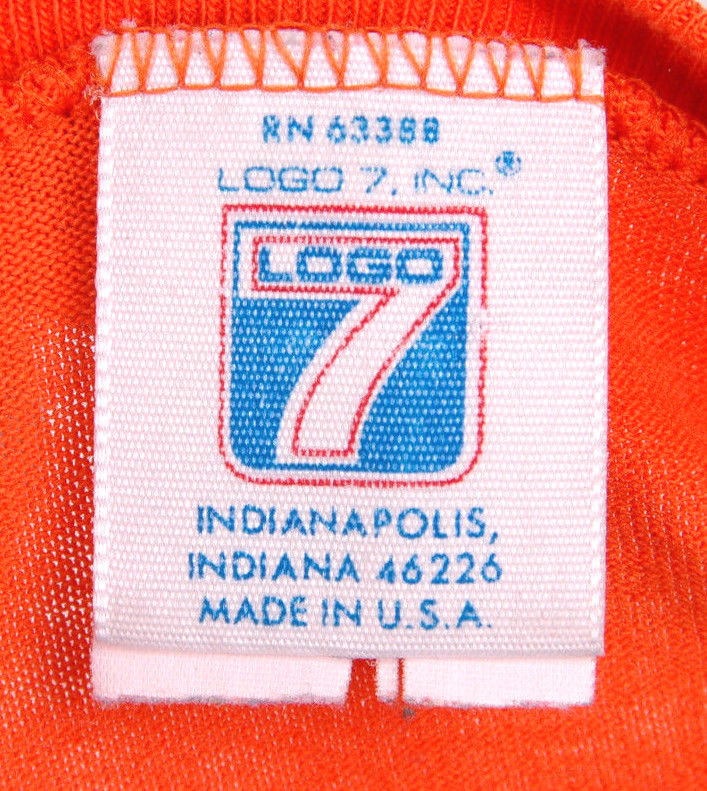 RN 63388
LOGO 7, INC.®
LOGO
7
INDIANAPOLIS,
INDIANA 46226
MADE IN U.S.A.